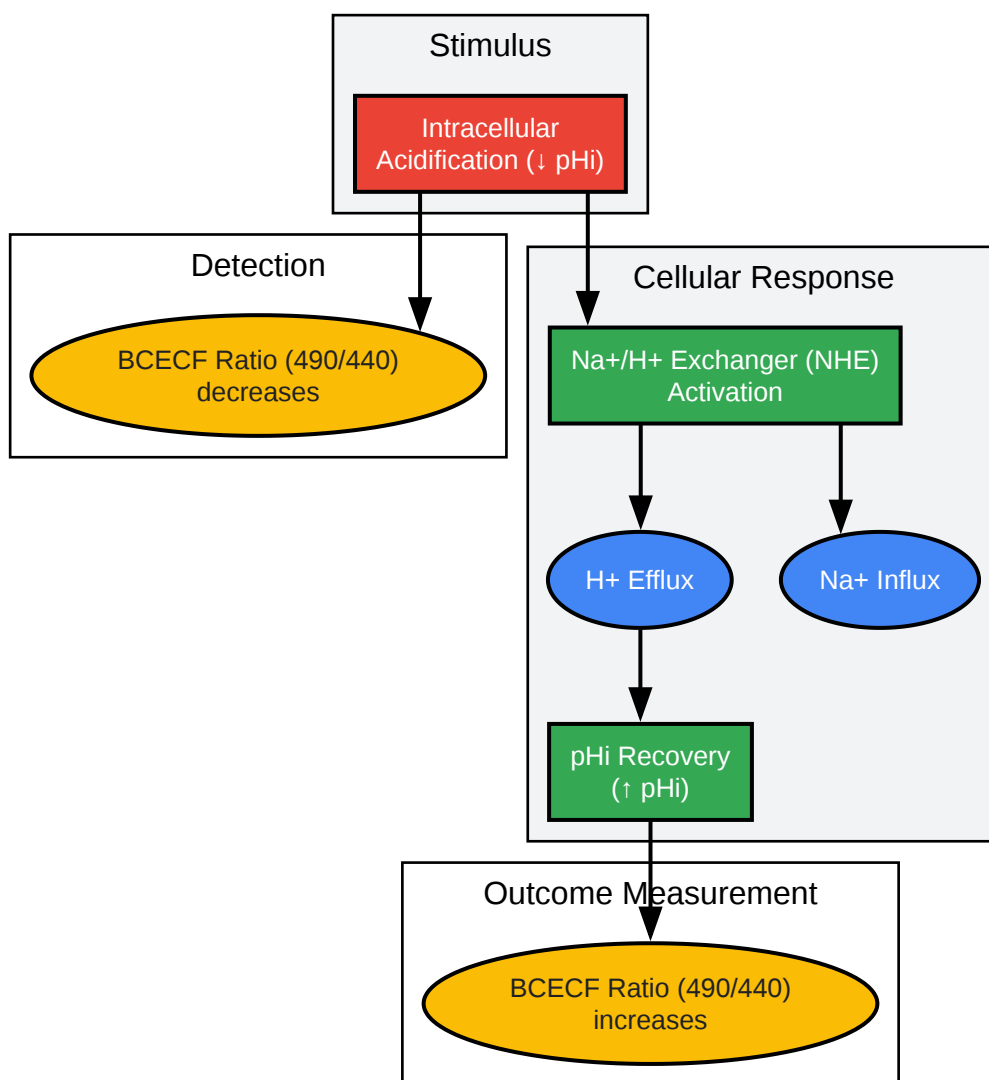 Stimulus
Intracellular
Acidification (↓ pHi)
Detection
BCECF Ratio (490/440)
decreases
Cellular Response
Na+/H+ Exchanger (NHE)
Activation
H+ Efflux
Na+ Influx
pHi Recovery
(↑ pHi)
Outcome Measurement
BCECF Ratio (490/440)
increases